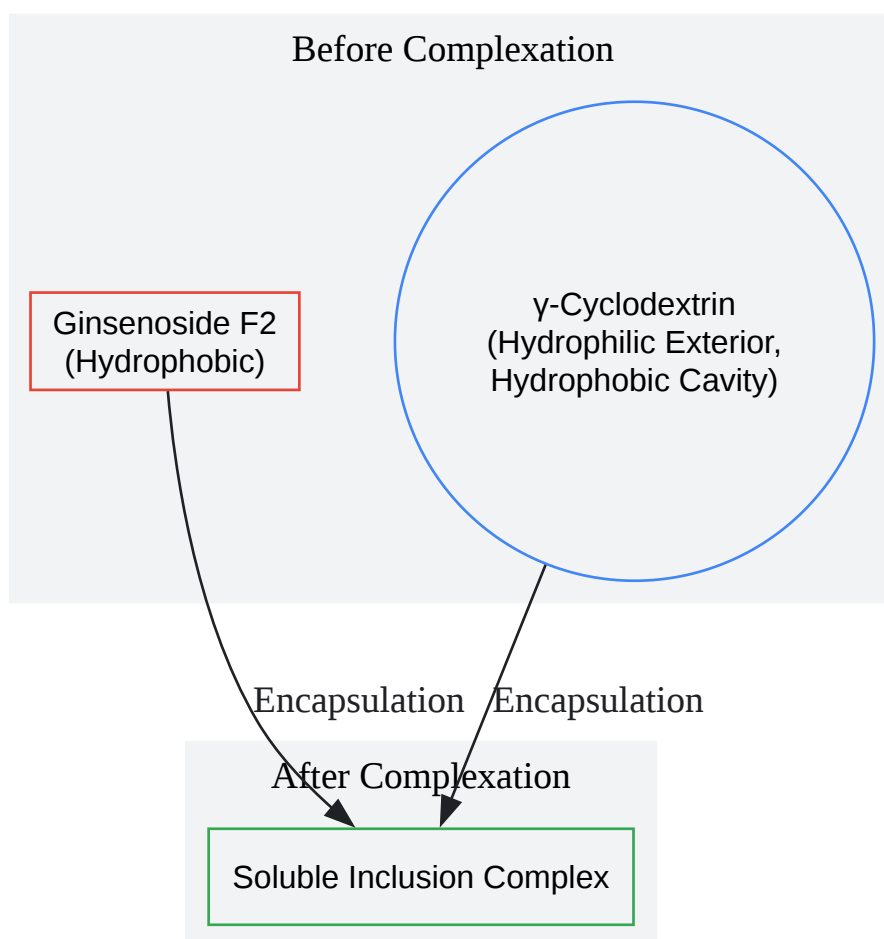 Before Complexation
γ-Cyclodextrin
(Hydrophilic Exterior,
Hydrophobic Cavity)
Ginsenoside F2
(Hydrophobic)
Encapsulation
Encapsulation
After Complexation
Soluble Inclusion Complex